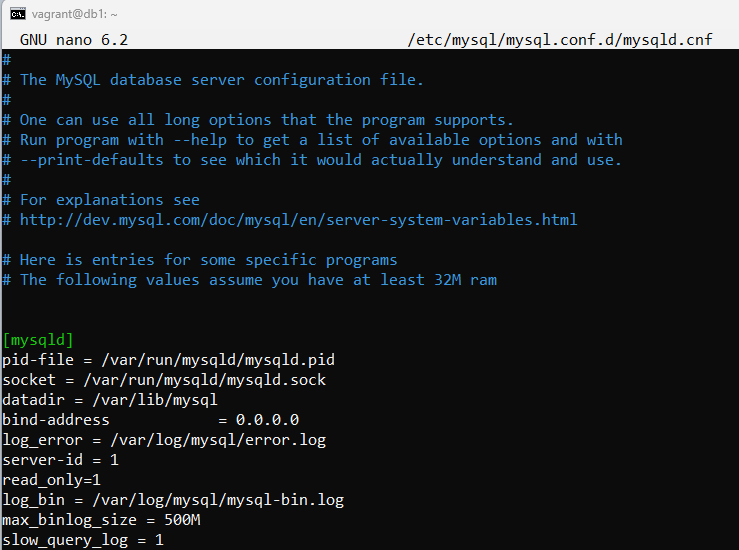 vagrant@db1: ~
GNU nano 6.2 /etc/mysql/mysql.conf.d/mysqld.cnf
#
# The MySQL database server configuration file.
#
# One can use all long options that the program supports.
# Run program with --help to get a list of available options and with
# --print-defaults to see which it would actually understand and use.
#
# For explanations see
# http://dev.mysql.com/doc/mysql/en/server-system-variables.html
# Here is entries for some specific programs
# The following values assume you have at least 32M ram
[mysqld]
pid-file = /var/run/mysqld/mysqld.pid
socket = /var/run/mysqld/mysqld.sock
datadir = /var/lib/mysql
bind-address            = 0.0.0.0
log_error = /var/log/mysql/error.log
server-id = 1
read_only=1
log_bin = /var/log/mysql/mysql-bin.log
max_binlog_size = 500M
slow_query_log = 1